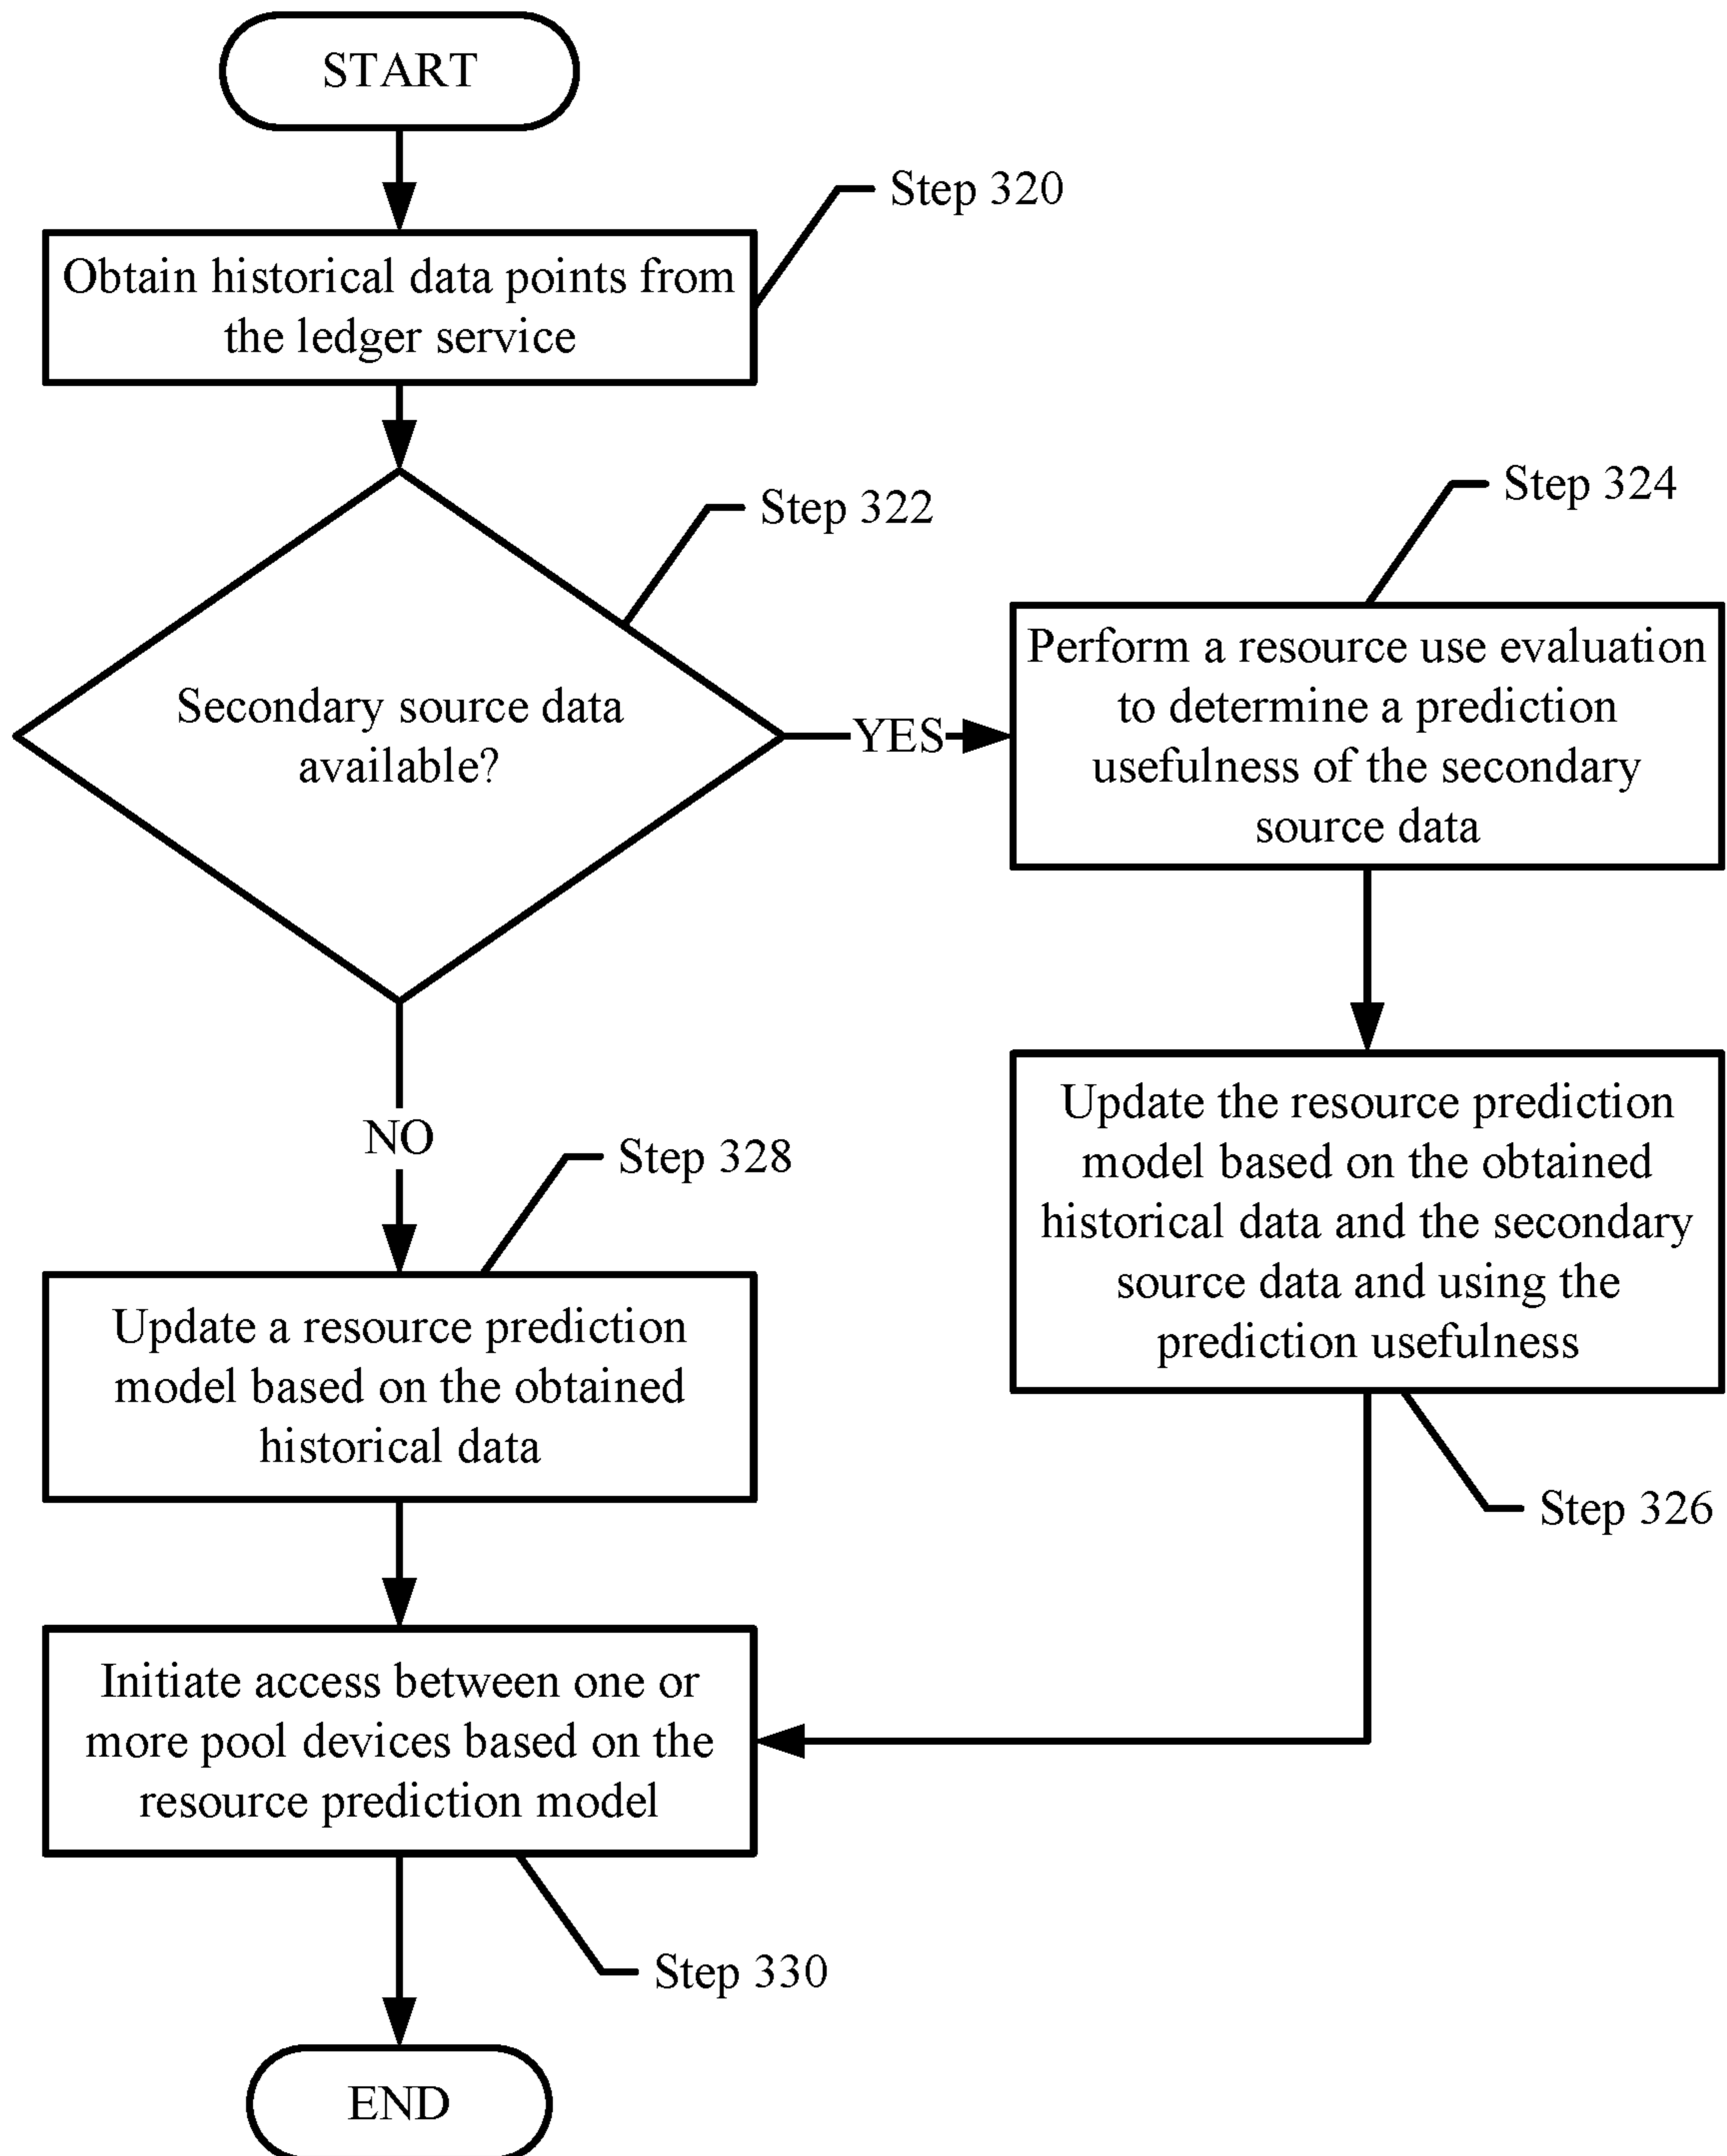 START
Step 320
Obtain historical data points from
the ledger service
Step 322
Secondary source data
available?
YES
Step 324
Perform a resource use evaluation
to determine a prediction
usefulness of the secondary
source data
Update the resource prediction
model based on the obtained
historical data and the secondary
source data and using the
prediction usefulness
Step 326
NO
Step 328
Update a resource prediction
model based on the obtained
historical data
Initiate access between one or
more pool devices based on the
resource prediction model
Step 330
END